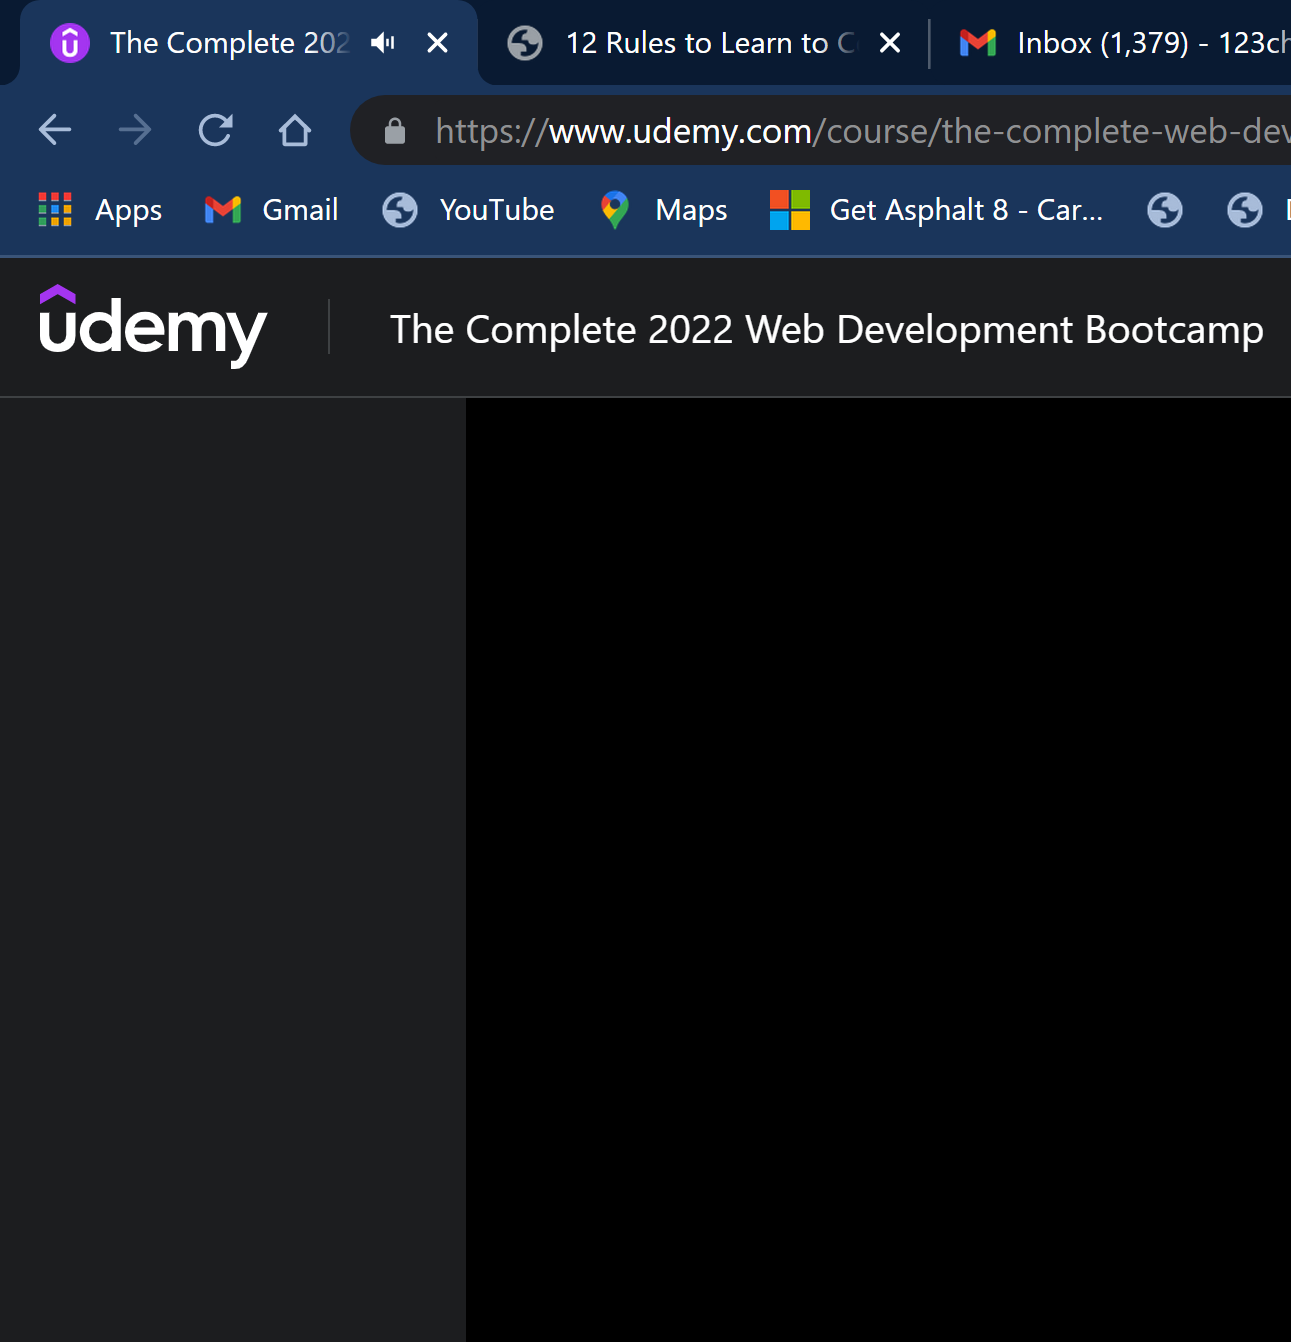 The Complete 202
12 Rules to Learn to C
Inbox (1,379) - 123ch
https://www.udemy.com/course/the-complete-web-dev
Apps
Gmail
YouTube
Maps
Get Asphalt 8 - Car...
udemy
The Complete 2022 Web Development Bootcamp